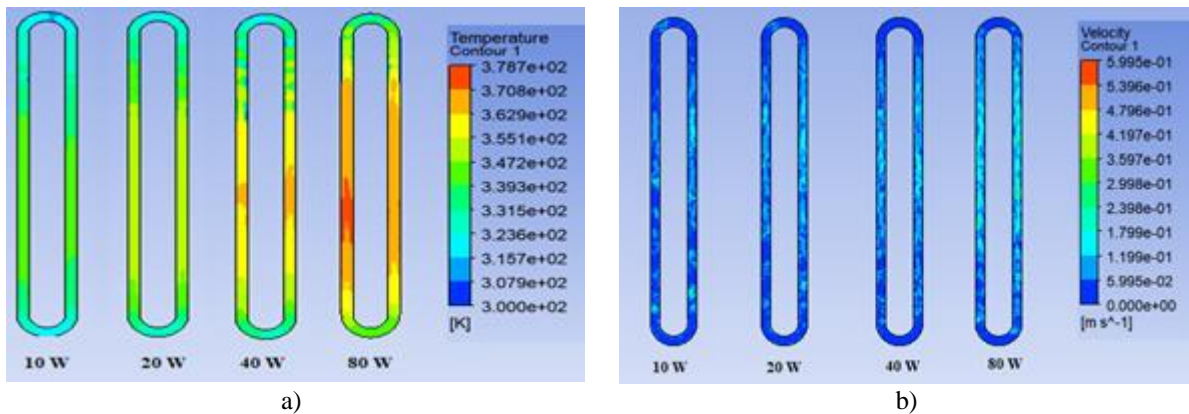 Temperature
Contour 1
3.787e+02
3.708e+02
3.629e+02
3.551e+02
3.472e+02
3.393e+02
3.315e+02
3.236e+02
3.157e+02
3.079e+02
3.000e+02
[K]
10 W 20 W 40 W 80 W
a)
Velocity
Contour 1
5.995e-01
5.396e-01
4.796e-01
4.197e-01
3.597e-01
2.998e-01
2.398e-01
1.799e-01
1.199e-01
5.995e-02
0.000e+00
[m s^-1]
10 W 20 W 40 W 80 W
b)